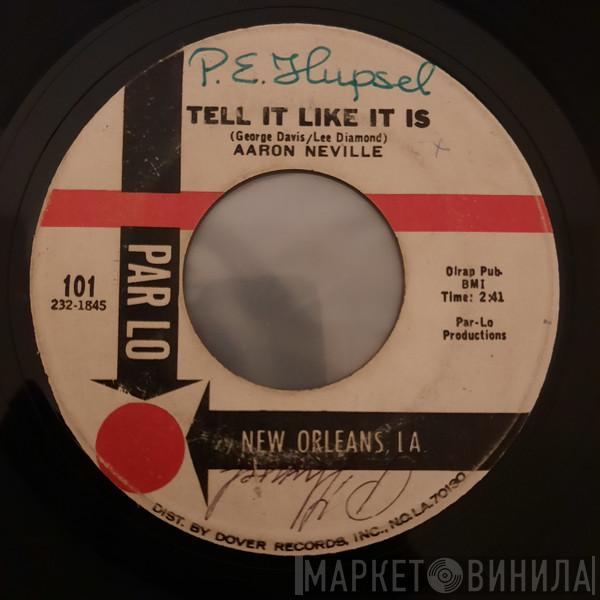 P.E. Hupsel
TELL IT LIKE IT IS
(George Davis/Lee Diamond)
AARON NEVILLE
101
232-1845
PAR LO
Olrap Pub.
BMI
Time: 2:41
Par-Lo
Productions
NEW ORLEANS, LA
DIST. BY DOVER RECORDS, INC., N.O. LA. 70130
МАРКЕТ ВИНИЛА